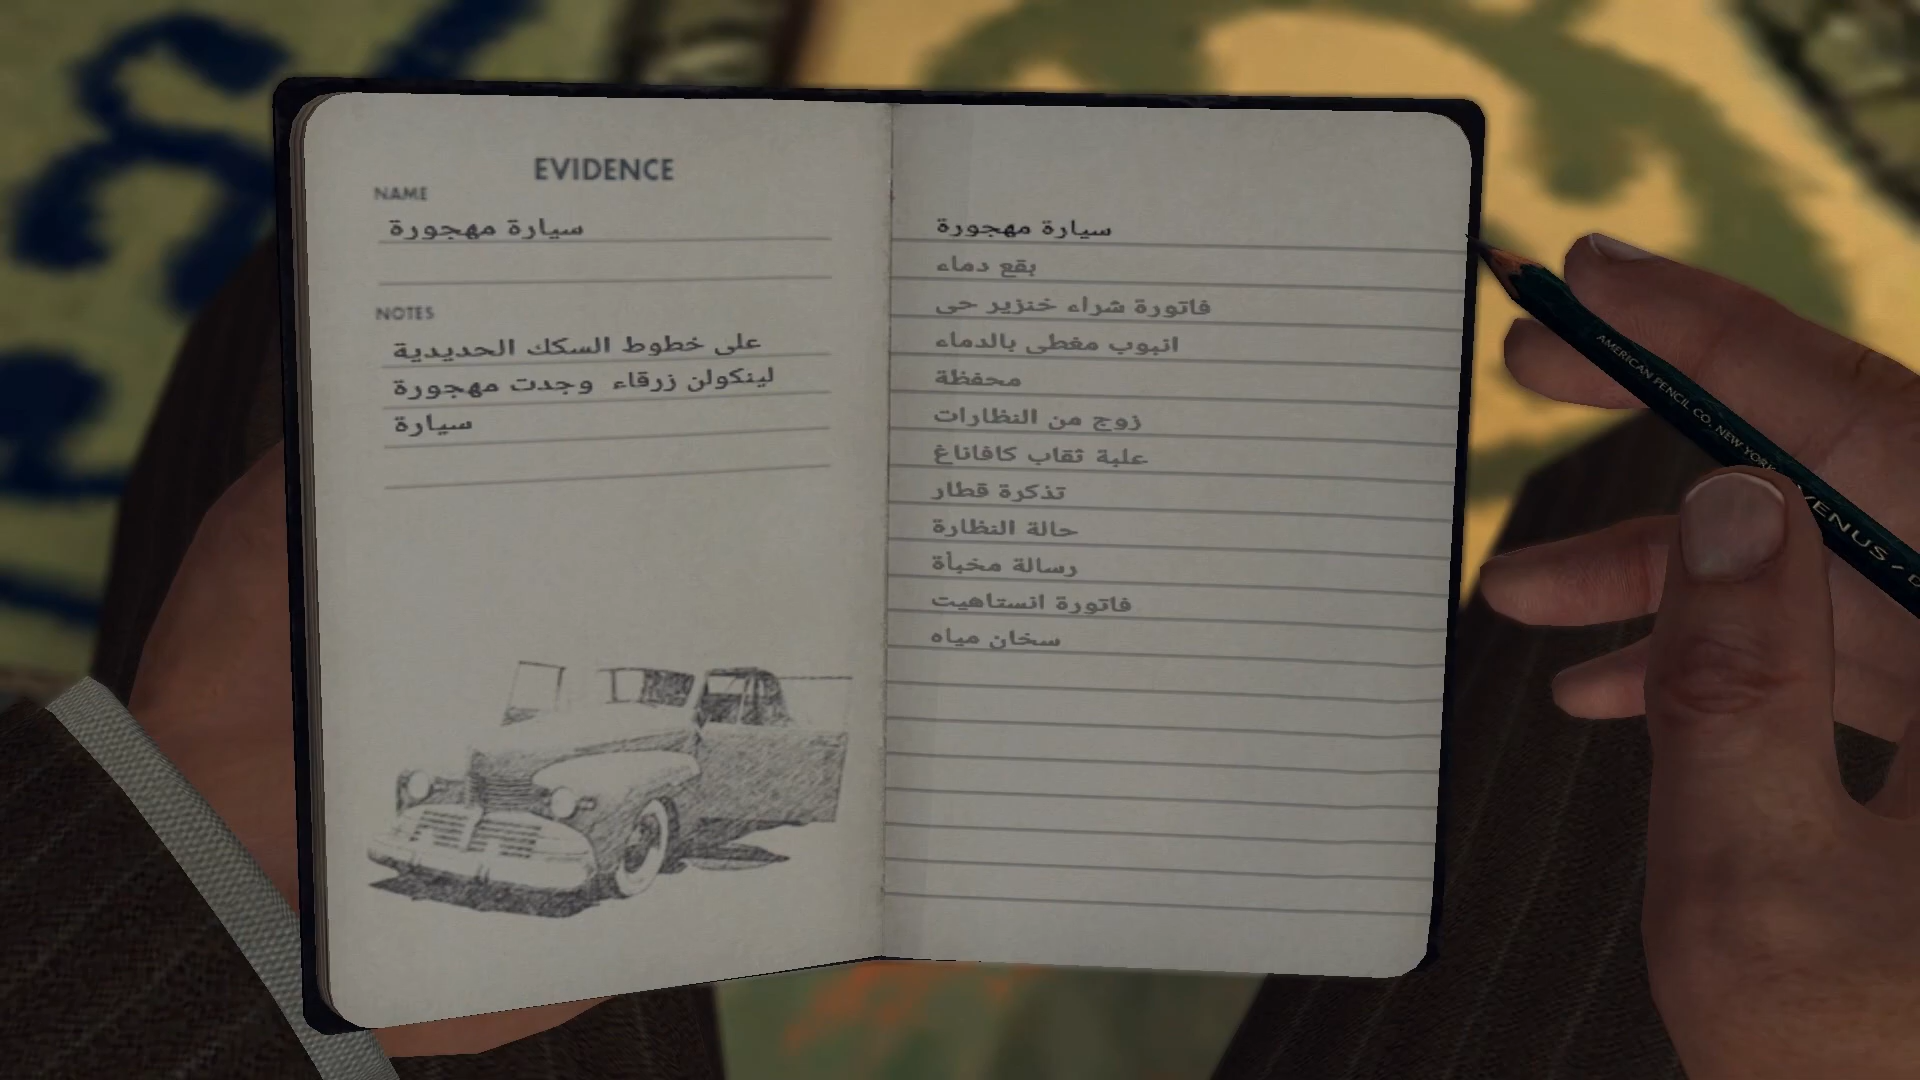 EVIDENCE
NAME
سيارة مهجورة
NOTES
على خطوط السكك الحديدية
لينكولن زرقاء وجدت مهجورة
سيارة
سيارة مهجورة
بقع دماء
فاتورة شراء خنزير حى
انبوب مغطى بالدماء
محفظة
زوج من النظارات
علبة ثقاب كافاناغ
تذكرة قطار
حالة النظارة
رسالة مخبأة
فاتورة انستاهيت
سخان مياه
AMERICAN PENCIL CO. NEW YORK
VENUS